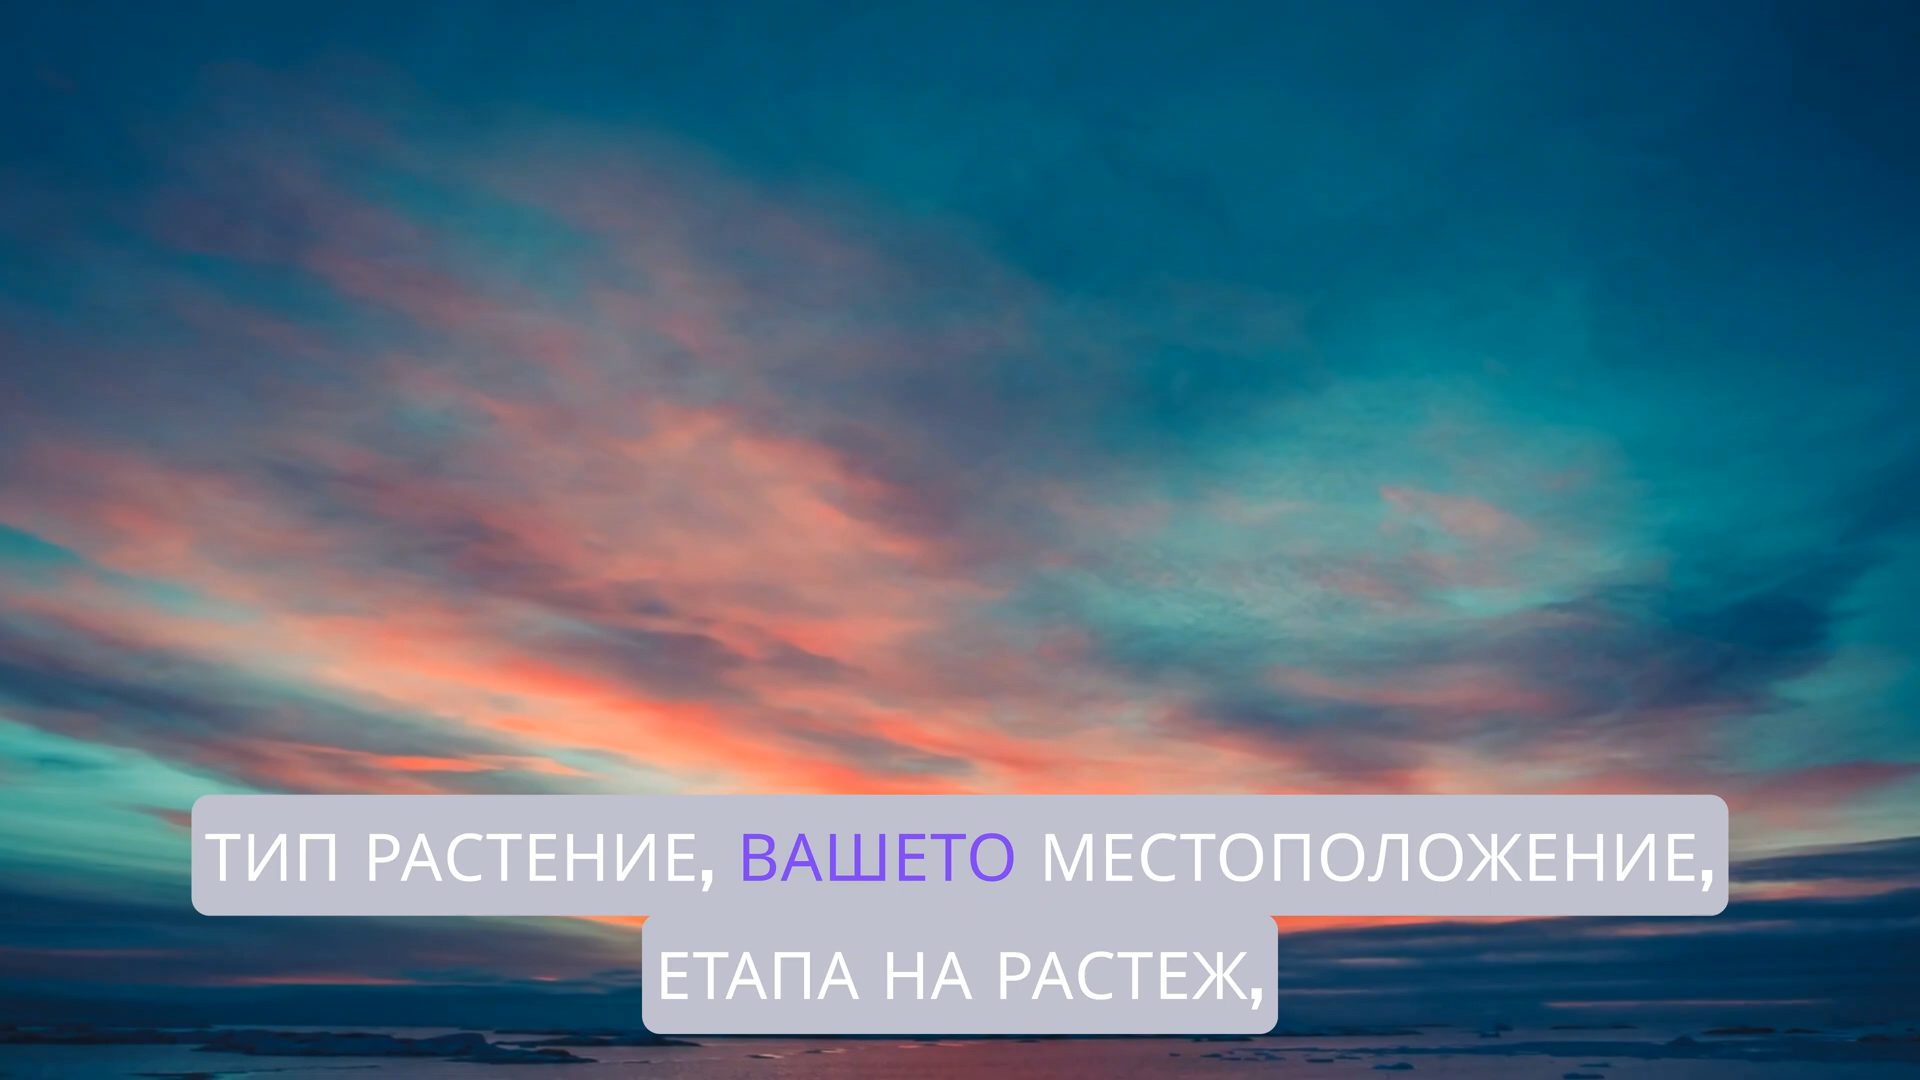 ТИП РАСТЕНИЕ, ВАШЕТО МЕСТОПОЛОЖЕНИЕ,
ЕТАПА НА РАСТЕЖ,